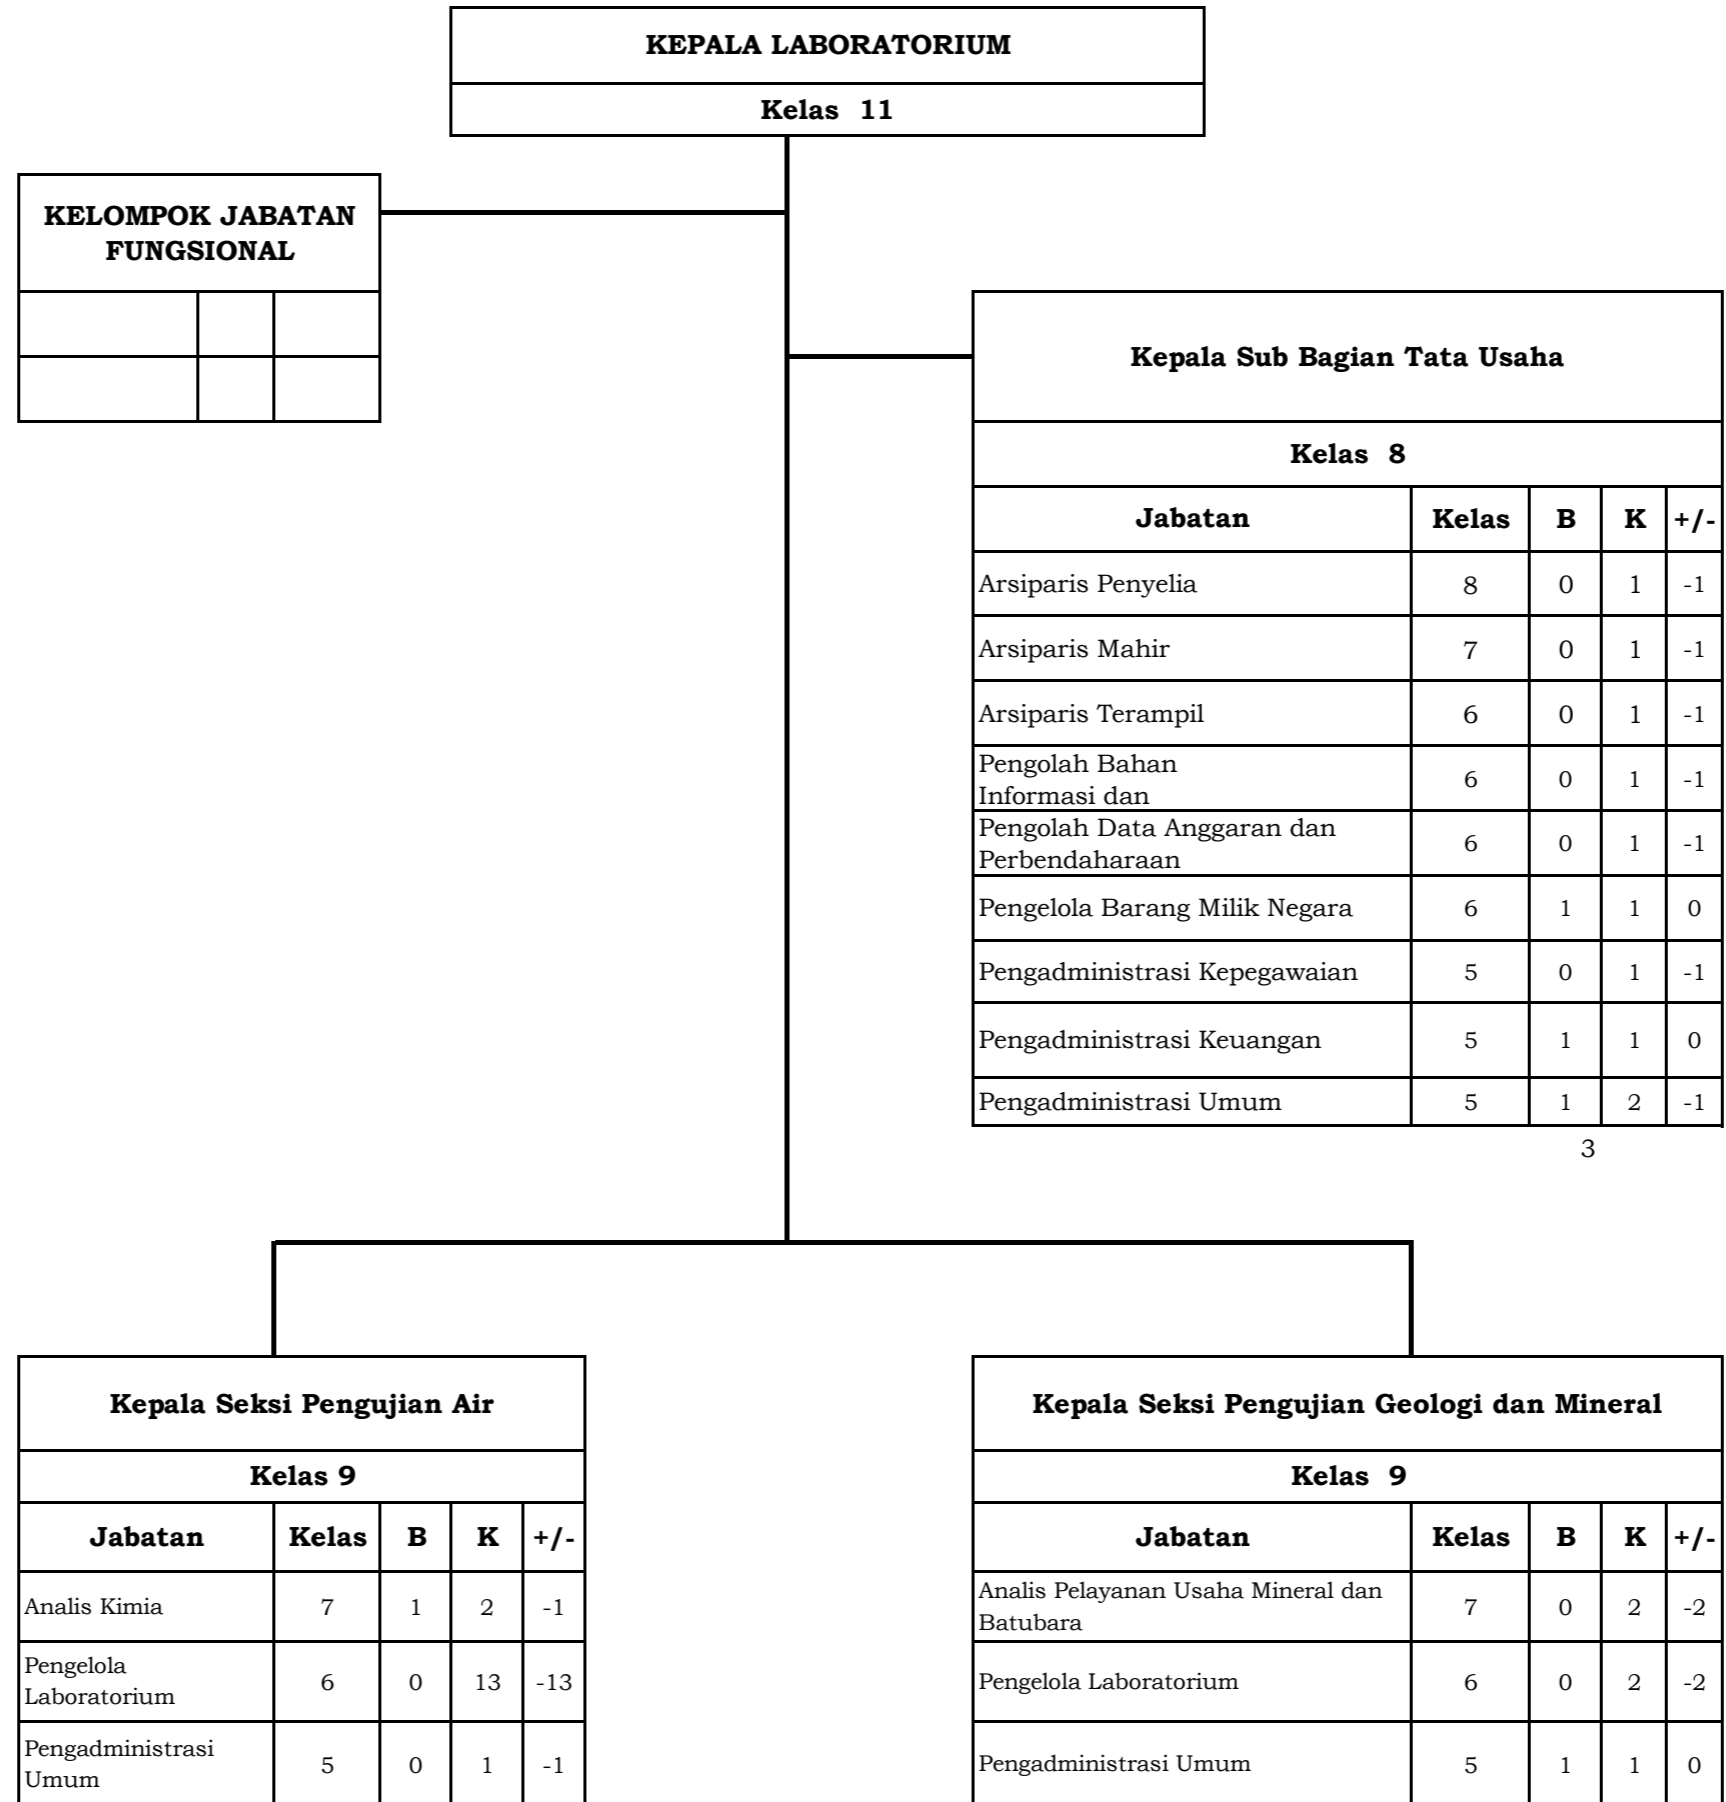 KEPALA LABORATORIUM
Kelas 11
KELOMPOK JABATAN
FUNGSIONAL
Kepala Sub Bagian Tata Usaha
Kelas 8
Jabatan Kelas B K +/-
Arsiparis Penyelia 8 0 1 -1
Arsiparis Mahir 7 0 1 -1
Arsiparis Terampil 6 0 1 -1
Pengolah Bahan
Informasi dan 6 0 1 -1
Pengolah Data Anggaran dan
Perbendaharaan 6 0 1 -1
Pengelola Barang Milik Negara 6 1 1 0
Pengadministrasi Kepegawaian 5 0 1 -1
Pengadministrasi Keuangan 5 1 1 0
Pengadministrasi Umum 5 1 2 -1
3
Kepala Seksi Pengujian Air
Kelas 9
Jabatan Kelas B K +/-
Analis Kimia 7 1 2 -1
Pengelola
Laboratorium 6 0 13 -13
Pengadministrasi
Umum 5 0 1 -1
Kepala Seksi Pengujian Geologi dan Mineral
Kelas 9
Jabatan Kelas B K +/-
Analis Pelayanan Usaha Mineral dan
Batubara 7 0 2 -2
Pengelola Laboratorium 6 0 2 -2
Pengadministrasi Umum 5 1 1 0